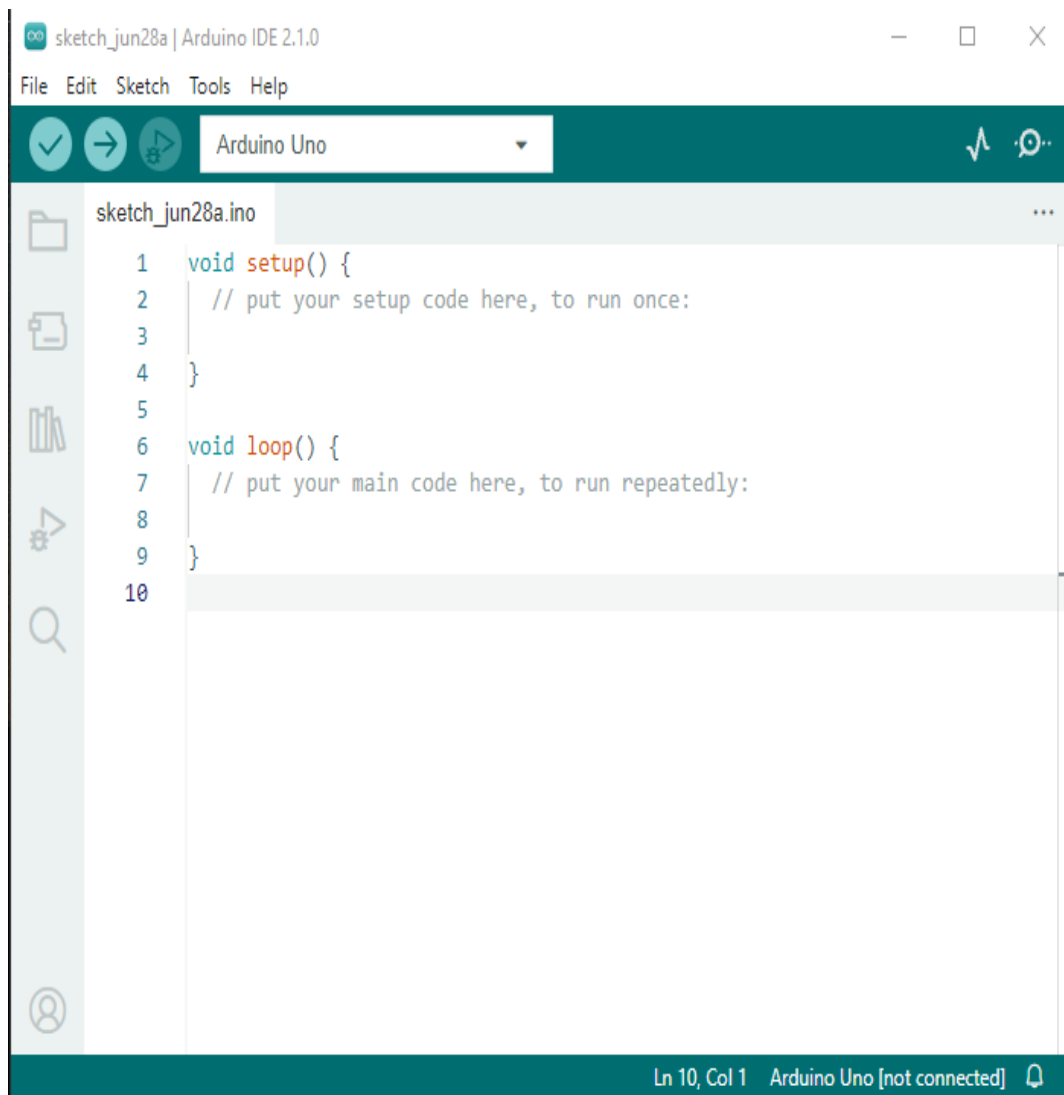 sketch_jun28a | Arduino IDE 2.1.0
File Edit Sketch Tools Help
Arduino Uno
sketch_jun28a.ino
1 void setup() {
2 // put your setup code here, to run once:
3
4 }
5
6 void loop() {
7 // put your main code here, to run repeatedly:
8
9 }
10
Ln 10, Col 1 Arduino Uno [not connected]